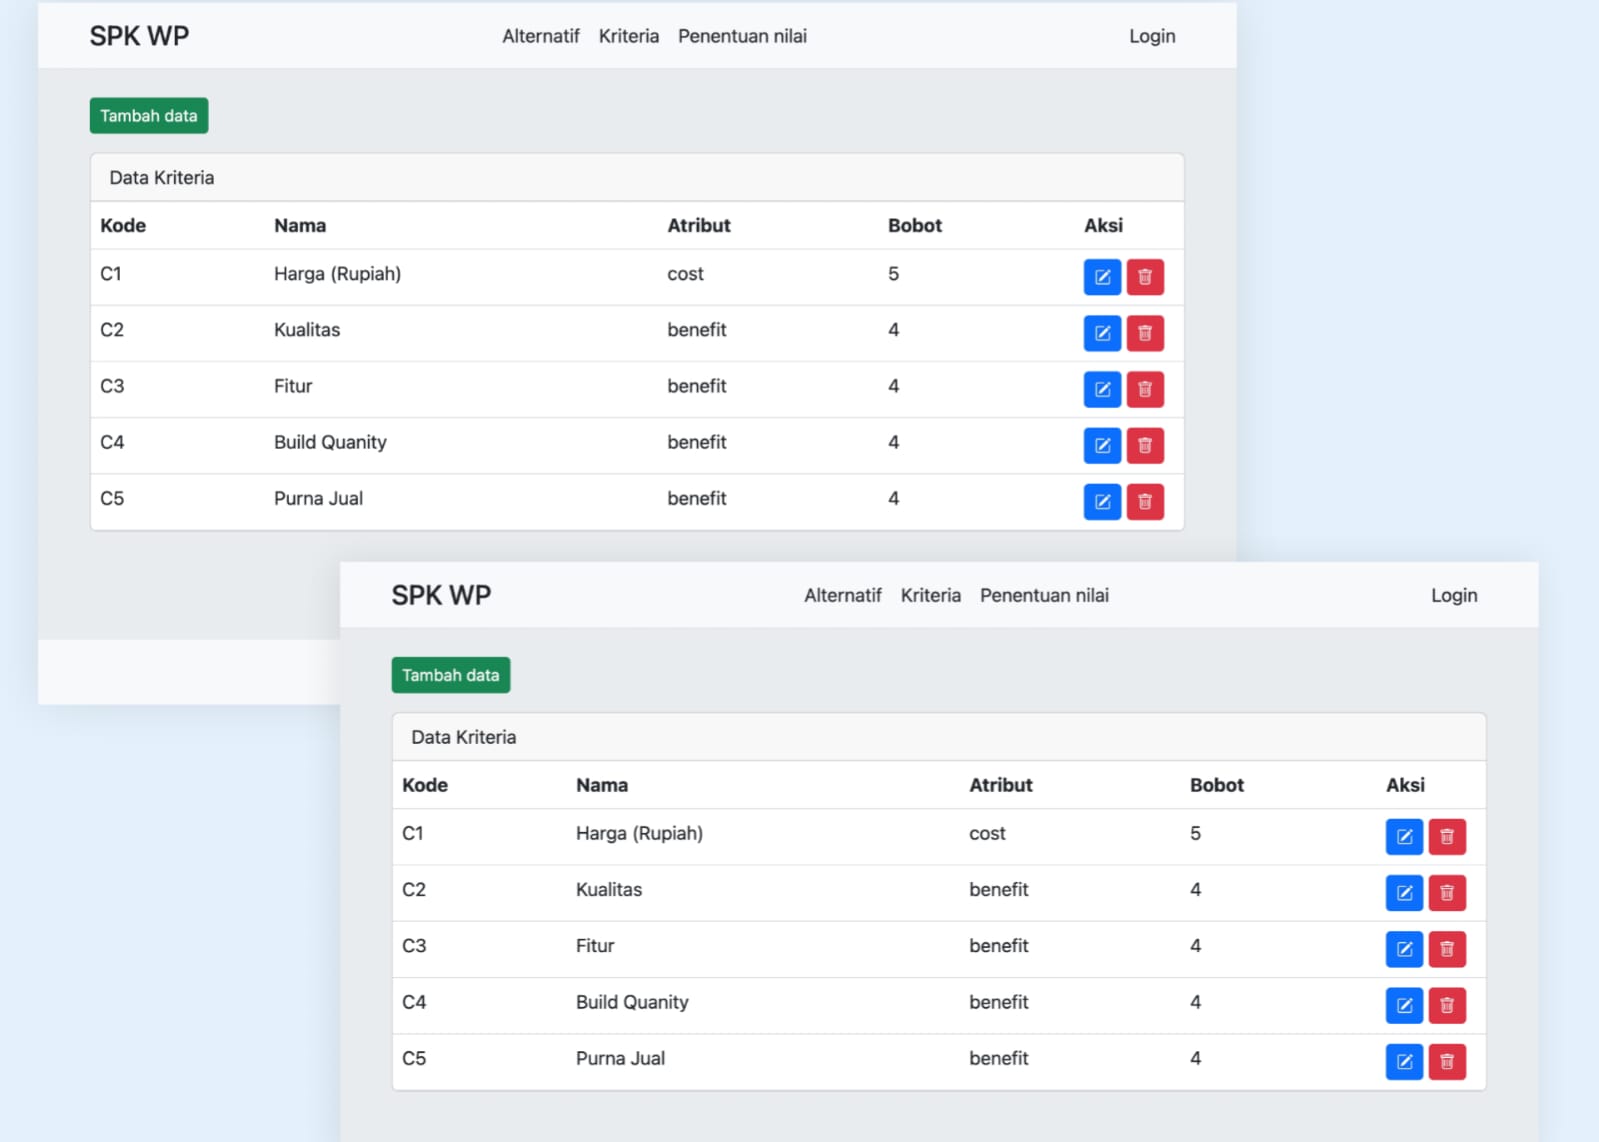 SPK WP Alternatif Kriteria Penentuan nilai Login
Tambah data
Data Kriteria
Kode Nama Atribut Bobot Aksi
C1 Harga (Rupiah) cost 5
C2 Kualitas benefit 4
C3 Fitur benefit 4
C4 Build Quanity benefit 4
C5 Purna Jual benefit 4
SPK WP Alternatif Kriteria Penentuan nilai Login
Tambah data
Data Kriteria
Kode Nama Atribut Bobot Aksi
C1 Harga (Rupiah) cost 5
C2 Kualitas benefit 4
C3 Fitur benefit 4
C4 Build Quanity benefit 4
C5 Purna Jual benefit 4